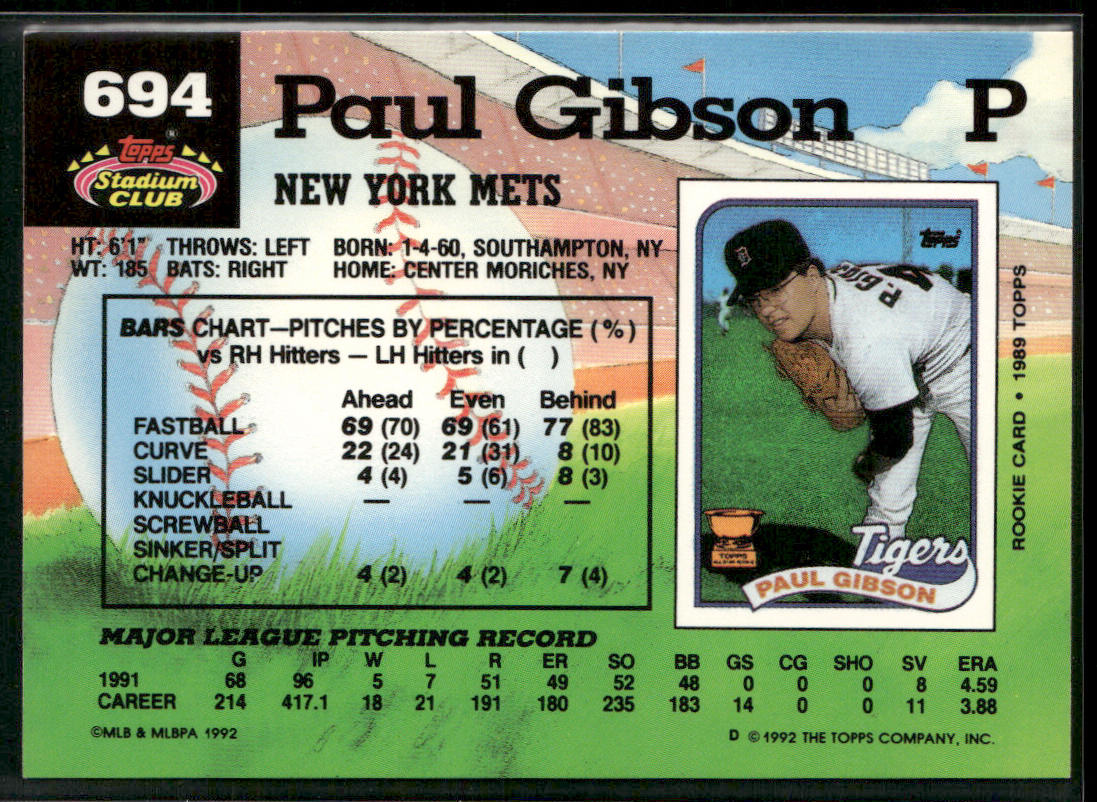 694
Paul Gibson P
Topps ®
Stadium
CLUB
NEW YORK METS
HT: 6'1" THROWS: LEFT BORN: 1-4-60, SOUTHAMPTON, NY
WT: 185 BATS: RIGHT HOME: CENTER MORICHES, NY
BARS CHART—PITCHES BY PERCENTAGE (%)
vs RH Hitters — LH Hitters in ( )
Ahead Even Behind
FASTBALL 69 (70) 69 (61) 77 (83)
CURVE 22 (24) 21 (31) 8 (10)
SLIDER 4 (4) 5 (6) 8 (3)
KNUCKLEBALL — — —
SCREWBALL
SINKER/SPLIT
CHANGE-UP 4 (2) 4 (2) 7 (4)
Topps
TOPPS
Tigers
PAUL GIBSON
ROOKIE CARD • 1989 TOPPS
MAJOR LEAGUE PITCHING RECORD
G IP W L R ER SO BB GS CG SHO SV ERA
1991 68 96 5 7 51 49 52 48 0 0 0 8 4.59
CAREER 214 417.1 18 21 191 180 235 183 14 0 0 11 3.88
©MLB & MLBPA 1992
D ©1992 THE TOPPS COMPANY, INC.